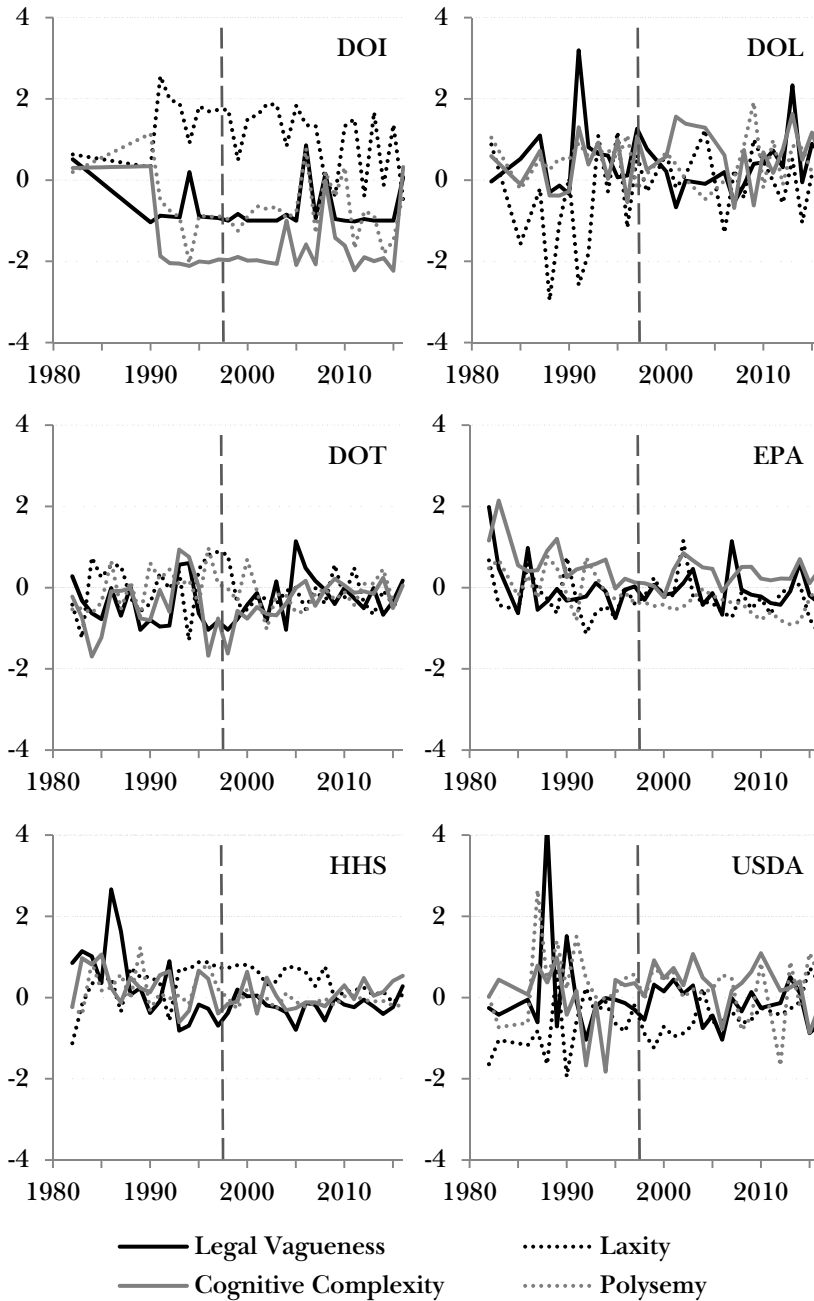 4 4
DOI DOL
2 2
0 0
-2 -2
-4 -4
1980 1990 2000 2010 1980 1990 2000 2010
4 4
DOT EPA
2 2
0 0
-2 -2
-4 -4
1980 1990 2000 2010 1980 1990 2000 2010
4 4
HHS USDA
2 2
0 0
-2 -2
-4 -4
1980 1990 2000 2010 1980 1990 2000 2010
Legal Vagueness Laxity
Cognitive Complexity Polysemy